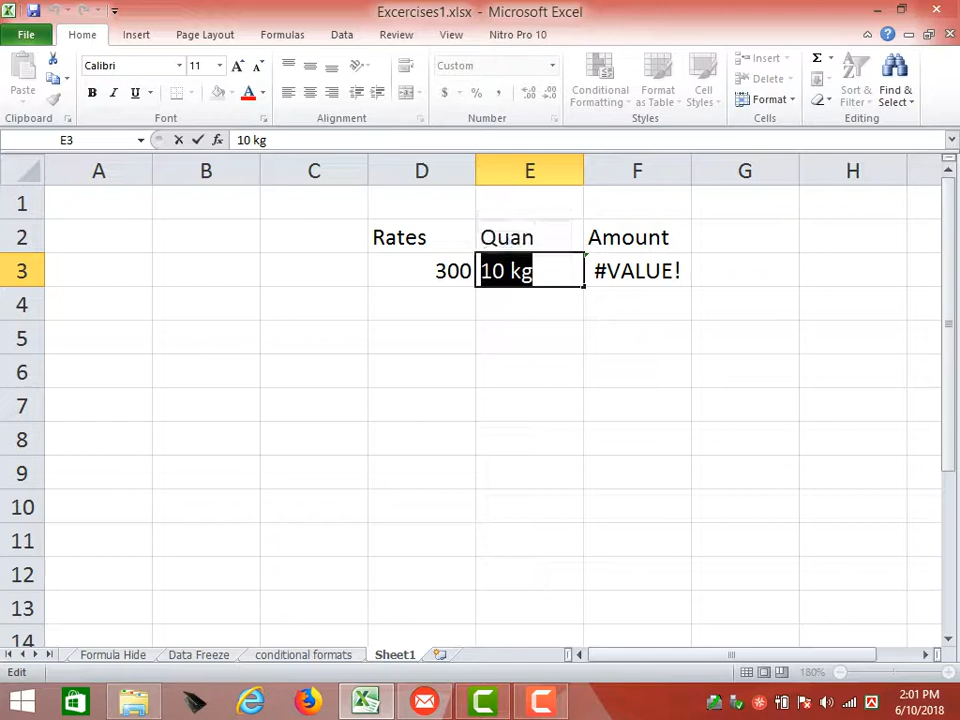 Excercises1.xlsx - Microsoft Excel
File Home Insert Page Layout Formulas Data Review View Nitro Pro 10
Calibri 11 A A Custom Insert Σ
Paste B I U A $ % , Conditional Formatting Format as Table Cell Styles Delete Format Sort & Filter Find & Select
Clipboard Font Alignment Number Styles Cells Editing
E3 fx 10 kg
A B C D E F G H
1
2 Rates Quan Amount
3 300 10 kg #VALUE!
4
5
6
7
8
9
10
11
12
13
14
Formula Hide Data Freeze conditional formats Sheet1
Edit 180%
2:01 PM
6/10/2018